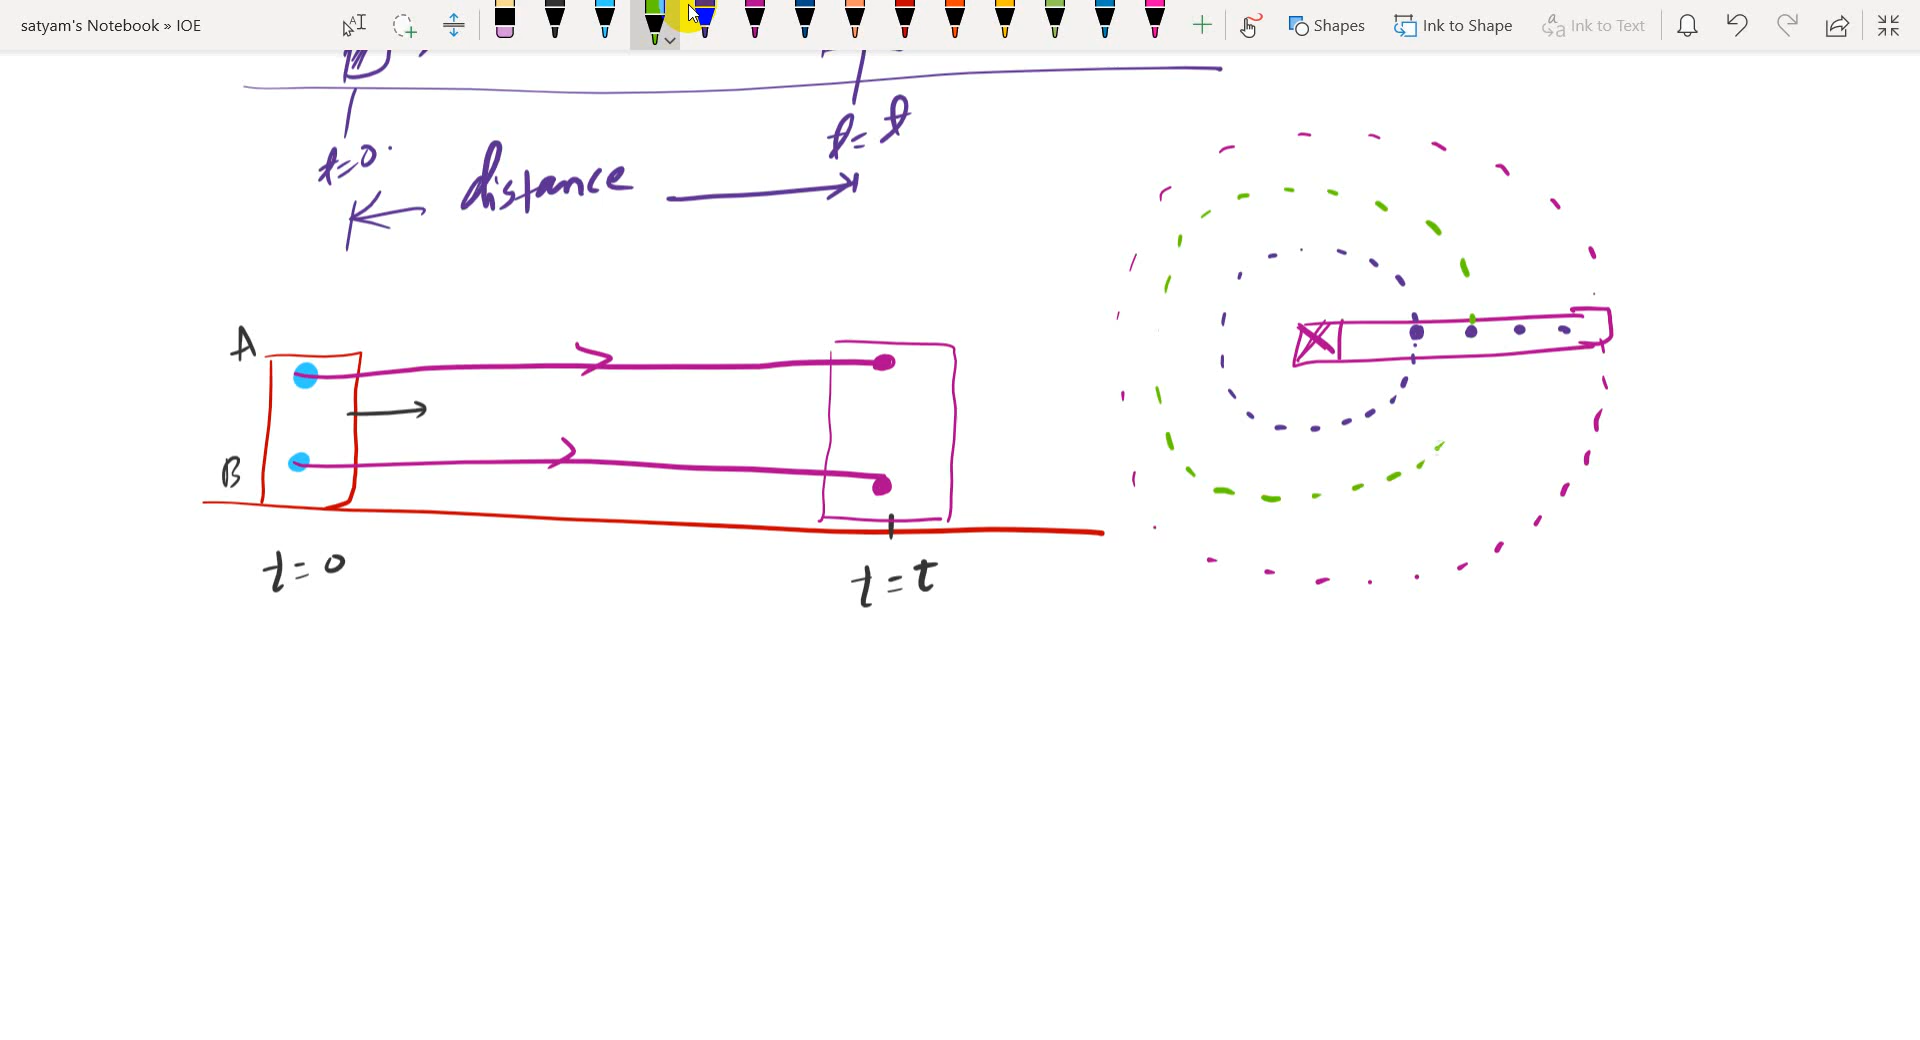 satyam's Notebook » IOE
Shapes
Ink to Shape
Ink to Text
t=0
t=t
distance
A
B
t=0
t=t